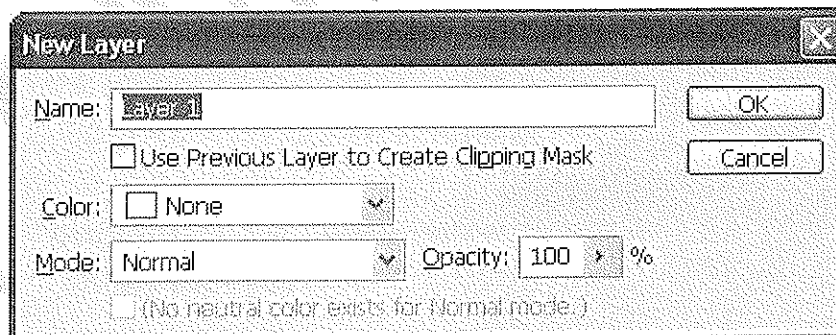 New Layer
Name: Layer 1
OK
Use Previous Layer to Create Clipping Mask
Cancel
Color: None
Mode: Normal Opacity: 100 %
(No neutral color exists for Normal mode.)